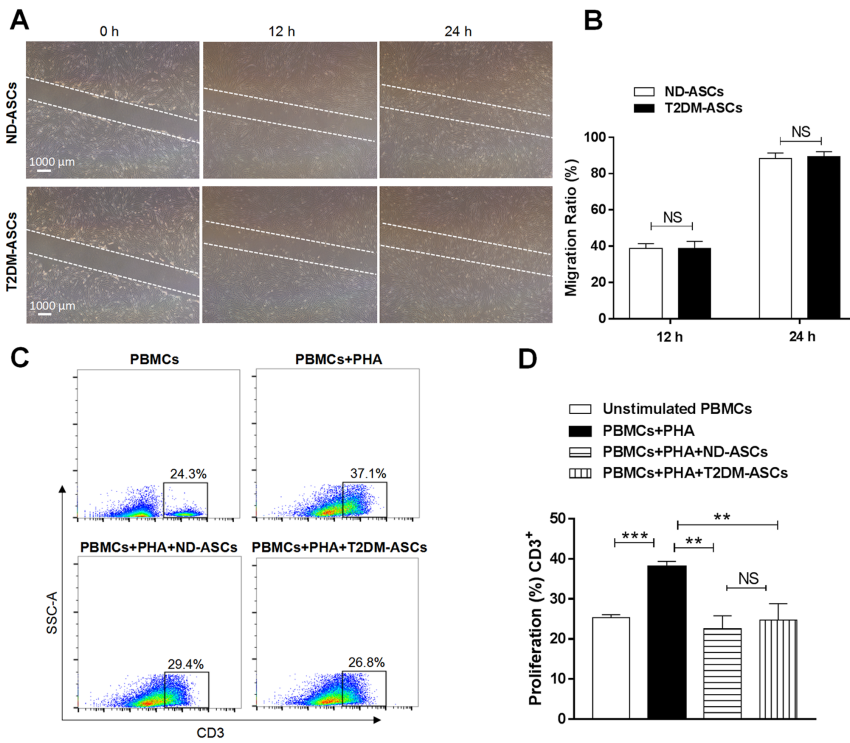 A
0 h
12 h
24 h
ND-ASCs
1000 µm
T2DM-ASCs
1000 µm
B
ND-ASCs
T2DM-ASCs
Migration Ratio (%)
100
80
60
40
20
0
NS
NS
12 h
24 h
C
PBMCs
PBMCs+PHA
24.3%
37.1%
PBMCs+PHA+ND-ASCs
PBMCs+PHA+T2DM-ASCs
29.4%
26.8%
SSC-A
CD3
D
Unstimulated PBMCs
PBMCs+PHA
PBMCs+PHA+ND-ASCs
PBMCs+PHA+T2DM-ASCs
Proliferation (%) CD3⁺
50
40
30
20
10
0
***
**
**
NS